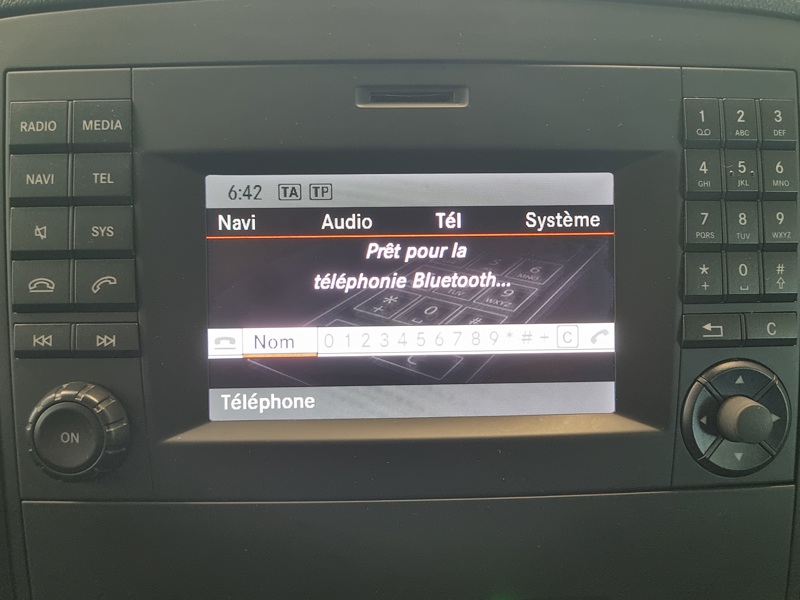 RADIO MEDIA
NAVI TEL
SYS
ON
6:42 TA TP
Navi Audio Tél Système
Prêt pour la
téléphonie Bluetooth...
Nom 0 1 2 3 4 5 6 7 8 9 * # + C
Téléphone
1 2 3
ABC DEF
4 5 6
GHI JKL MNO
7 8 9
PQRS TUV WXYZ
* 0 #
+
C